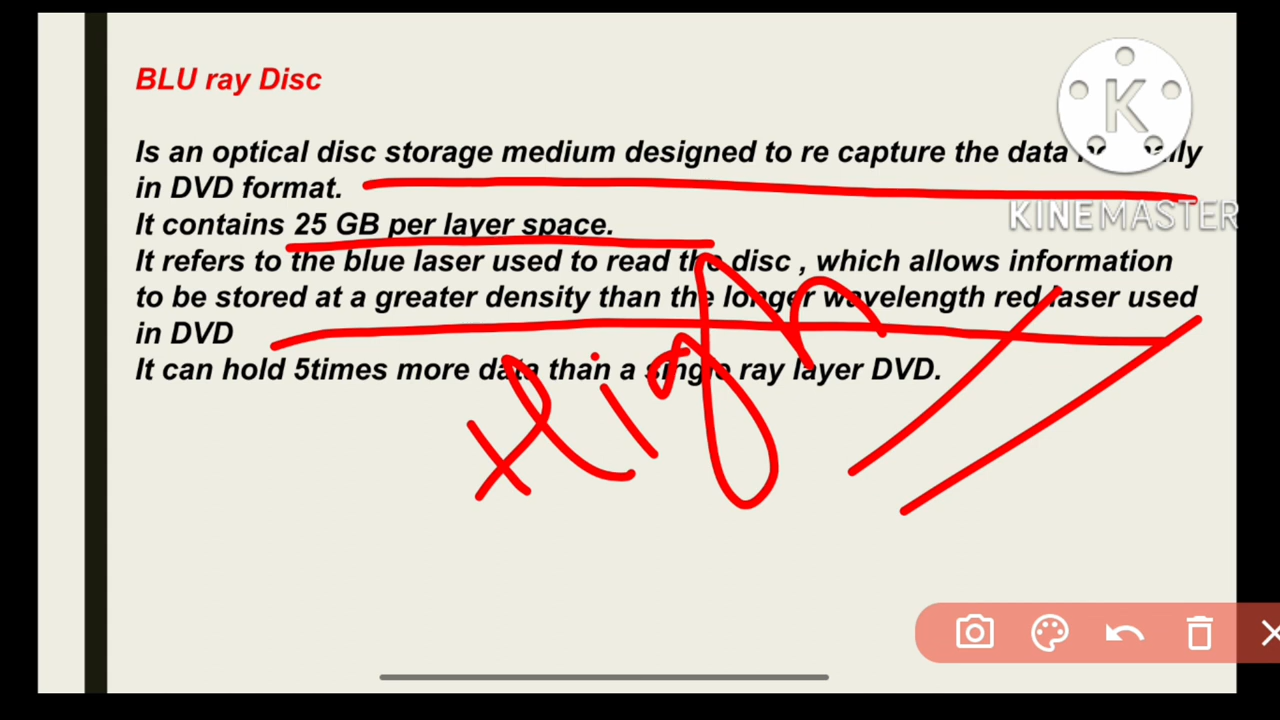 BLU ray Disc
Is an optical disc storage medium designed to re capture the data normally
in DVD format.
It contains 25 GB per layer space.
It refers to the blue laser used to read the disc , which allows information
to be stored at a greater density than the longer wavelength red laser used
in DVD
It can hold 5times more data than a single ray layer DVD.
High
K
KINEMASTER